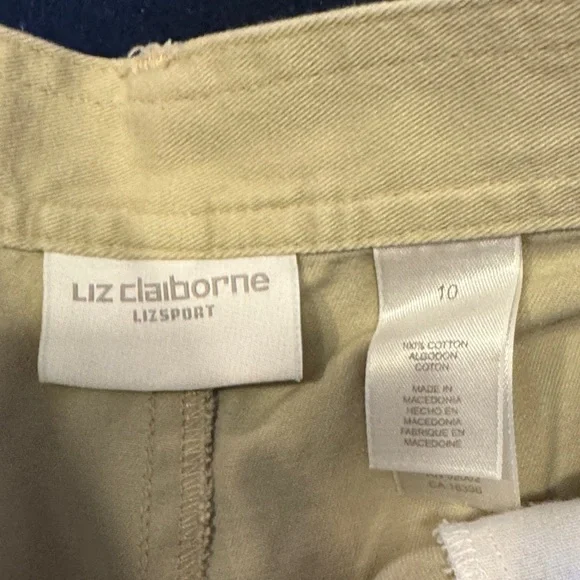 Liz claiborne
LIZSPORT
10
100% COTTON
ALGODON
COTON
MADE IN
MACEDONIA
HECHO EN
MACEDONIA
FABRIQUE EN
MACEDOINE